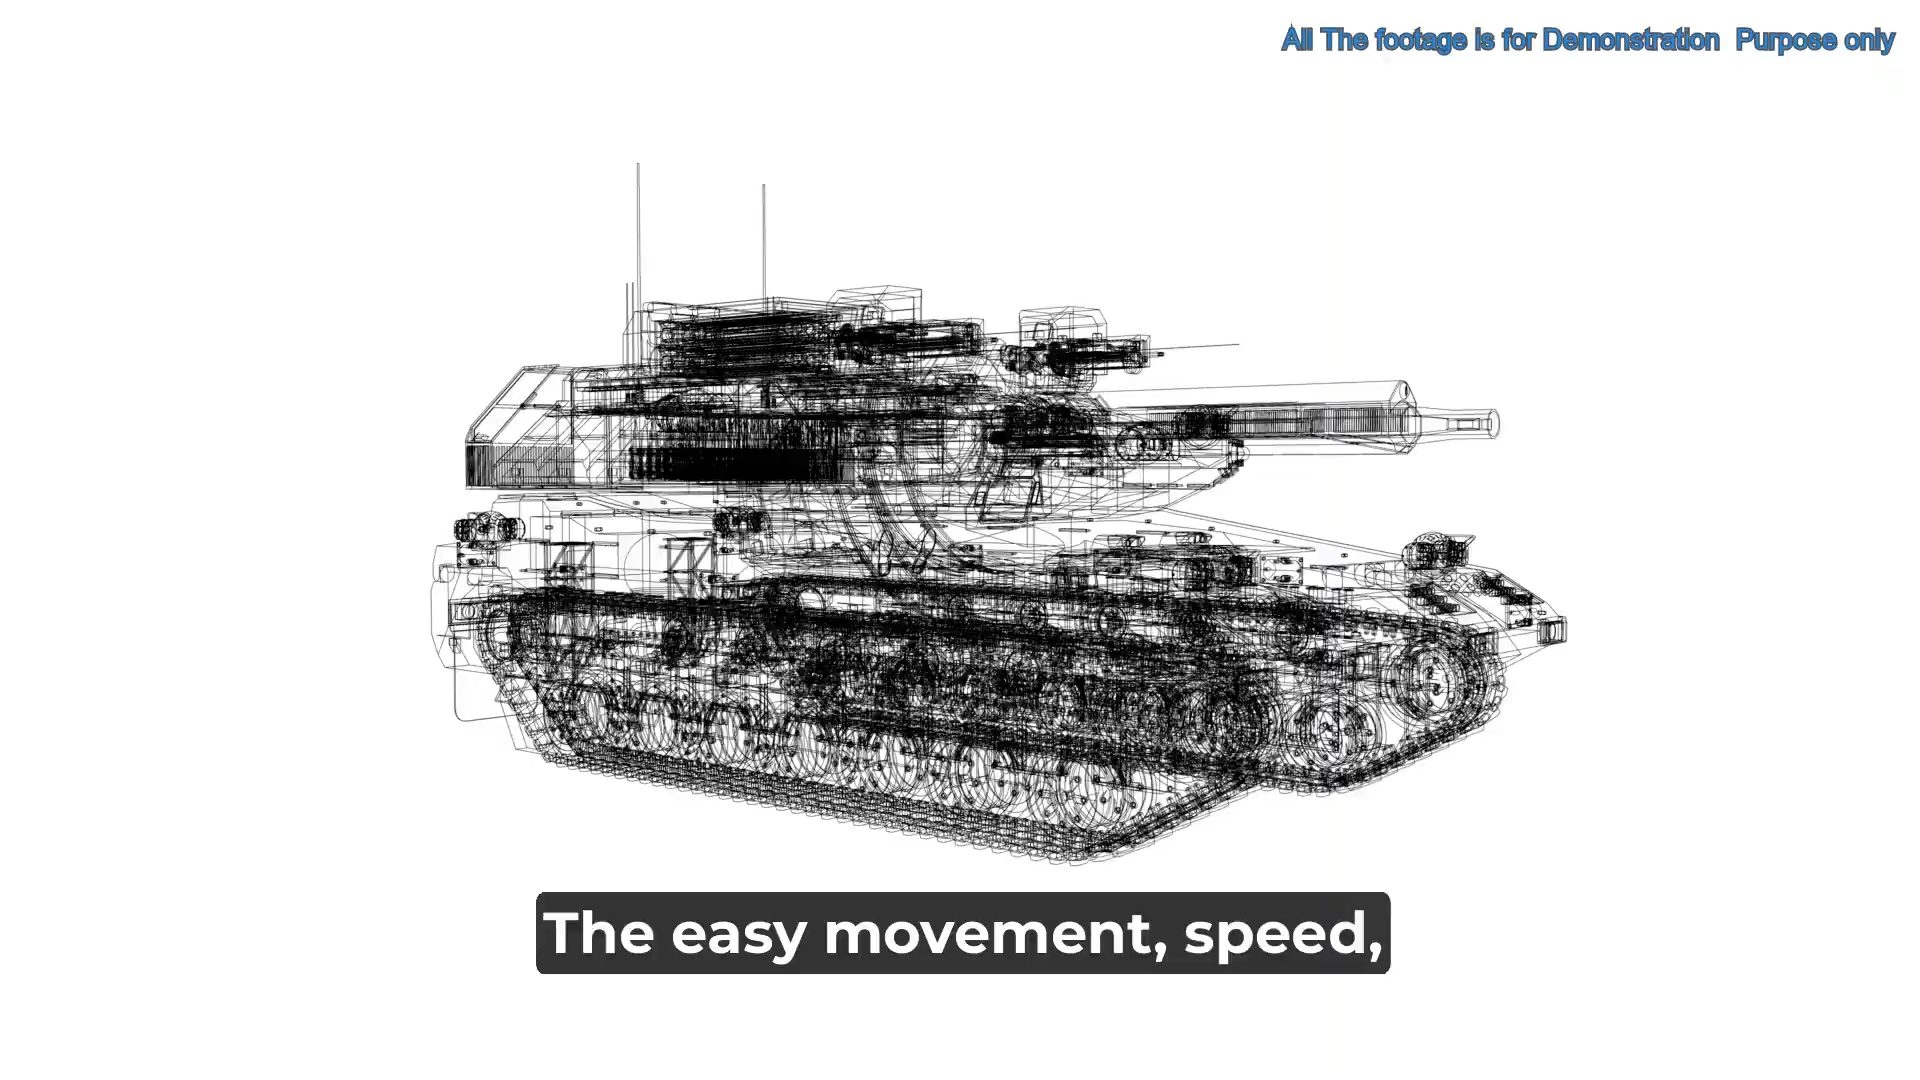 All The footage is for Demonstration  Purpose only
The easy movement, speed,